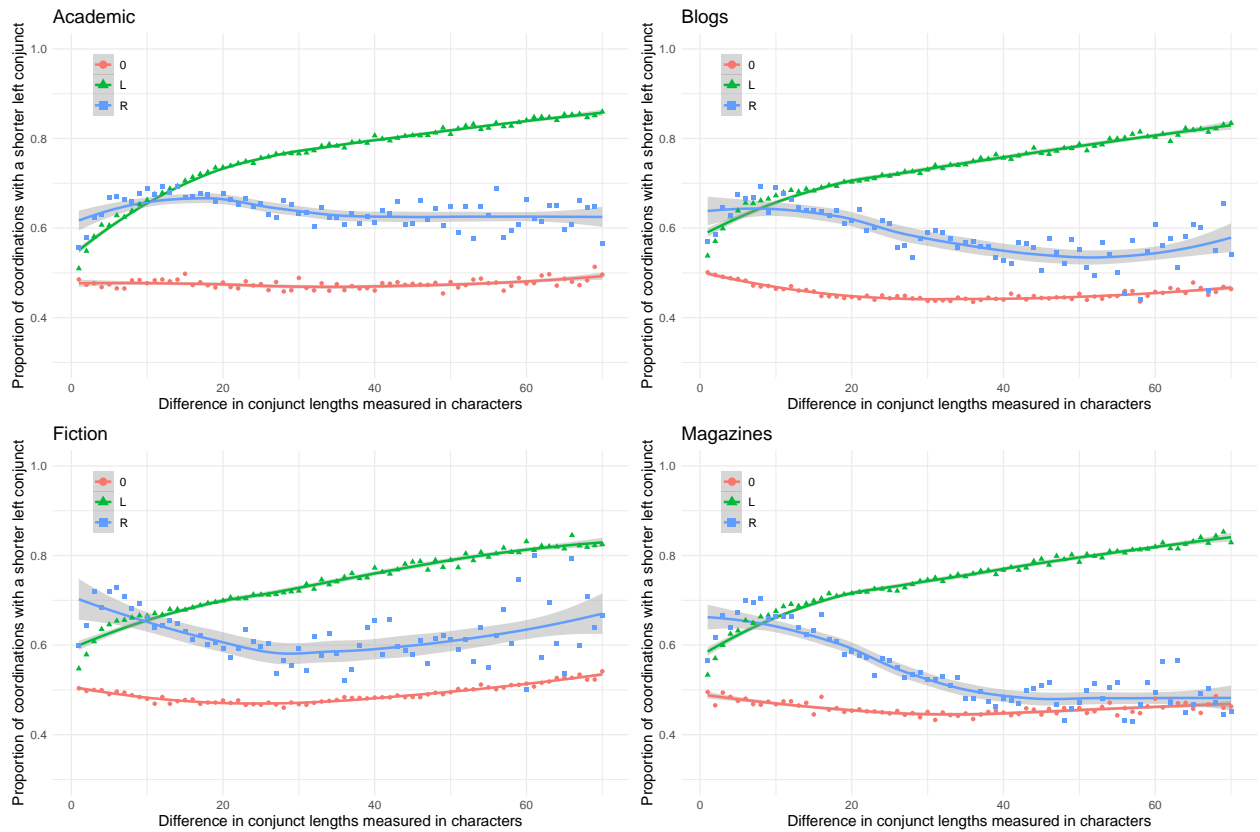 Academic
Proportion of coordinations with a shorter left conjunct
1.0
0.8
0.6
0.4
0
L
R
0
20
40
60
Difference in conjunct lengths measured in characters
Blogs
Proportion of coordinations with a shorter left conjunct
1.0
0.8
0.6
0.4
0
L
R
0
20
40
60
Difference in conjunct lengths measured in characters
Fiction
Proportion of coordinations with a shorter left conjunct
1.0
0.8
0.6
0.4
0
L
R
0
20
40
60
Difference in conjunct lengths measured in characters
Magazines
Proportion of coordinations with a shorter left conjunct
1.0
0.8
0.6
0.4
0
L
R
0
20
40
60
Difference in conjunct lengths measured in characters